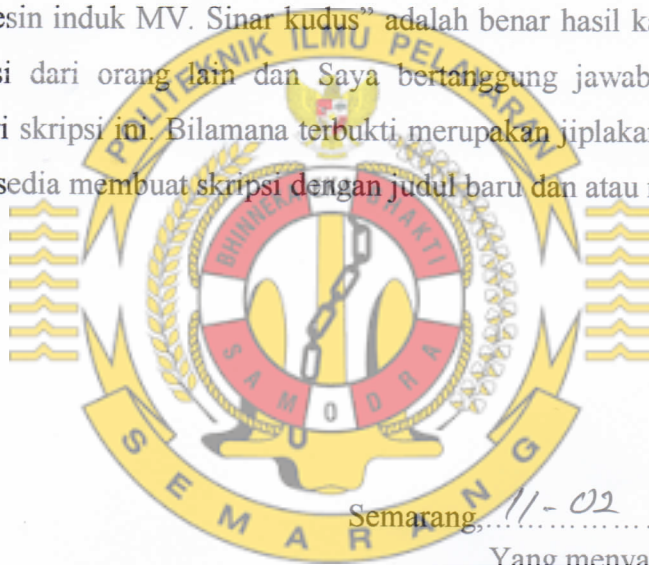 esin induk MV. Sinar kudus” adalah benar hasil ka
si dari orang lain dan Saya bertanggung jawab
i skripsi ini. Bilamana terbukti merupakan jiplakan
sedia membuat skripsi dengan judul baru dan atau
POLITEKNIK ILMU PELAYARAN
BHINNEKA BHAKTI
SAMODRA
SEMARANG
Semarang, 11 - 02
Yang menya